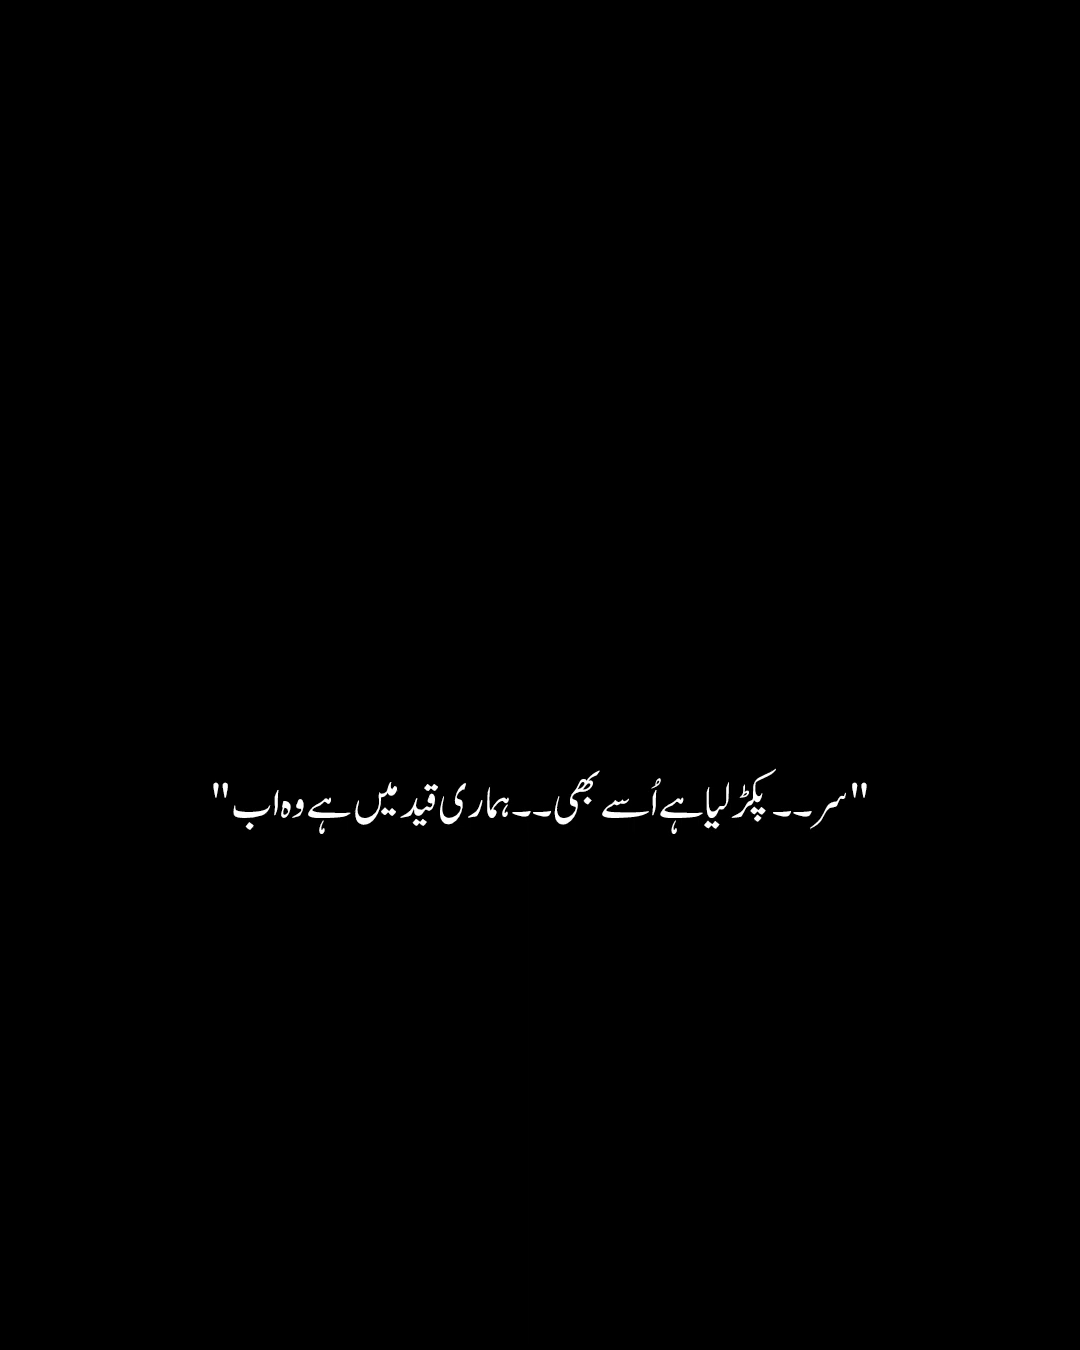 "سر۔۔ پکڑ لیا ہے اُسے بھی۔۔ ہماری قید میں ہے وہ اب"